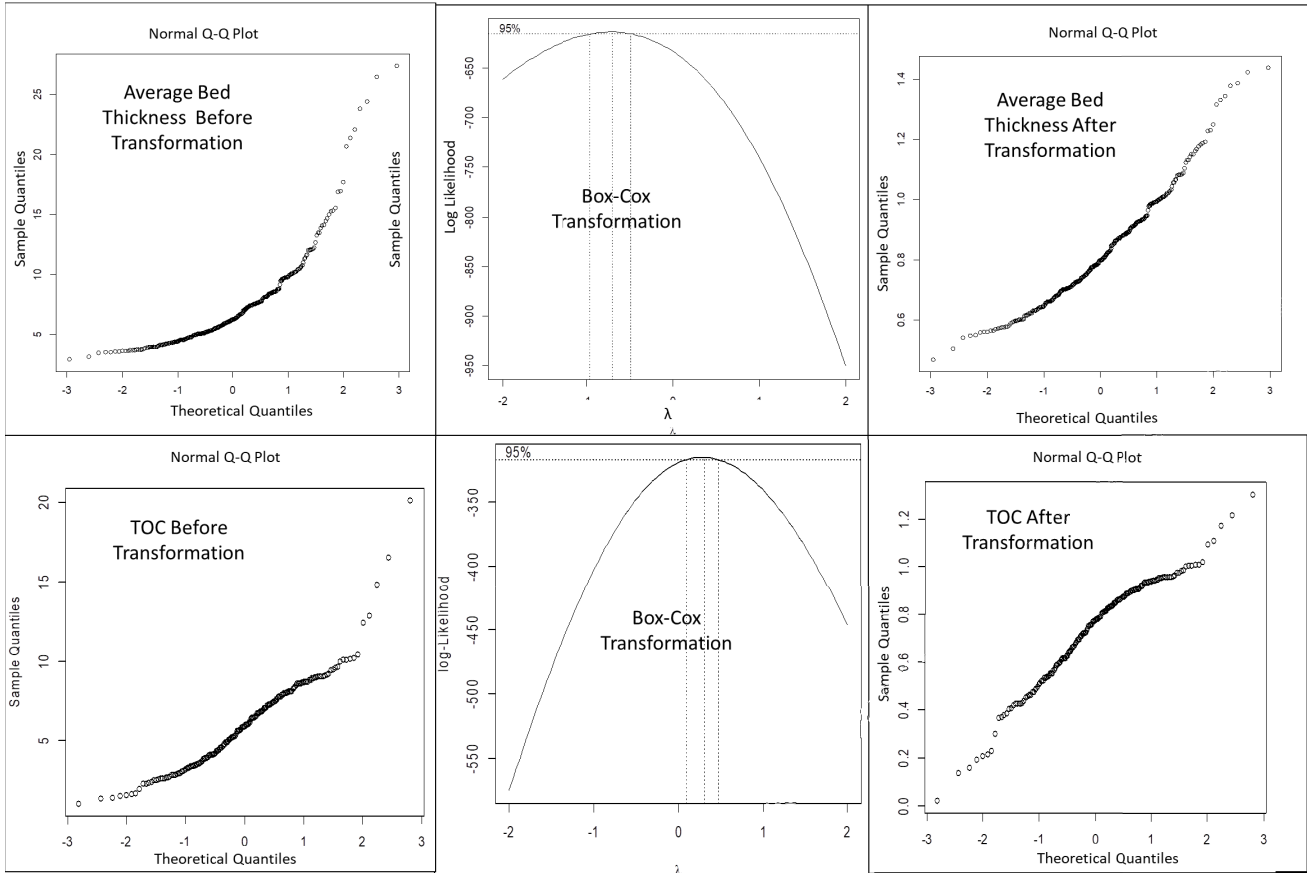 Normal Q-Q Plot
Average Bed
Thickness Before
Transformation
Sample Quantiles
25
20
15
10
5
-3 -2 -1 0 1 2 3
Theoretical Quantiles
Sample Quantiles
95%
Box-Cox
Transformation
Log Likelihood
-650
-700
-750
-800
-850
-900
-950
-2 -1 0 1 2
λ
Normal Q-Q Plot
Average Bed
Thickness After
Transformation
Sample Quantiles
1.4
1.2
1.0
0.8
0.6
-3 -2 -1 0 1 2 3
Theoretical Quantiles
Normal Q-Q Plot
TOC Before
Transformation
Sample Quantiles
20
15
10
5
-3 -2 -1 0 1 2 3
Theoretical Quantiles
95%
Box-Cox
Transformation
log-Likelihood
-350
-400
-450
-500
-550
-2 -1 0 1 2
Normal Q-Q Plot
TOC After
Transformation
Sample Quantiles
1.2
1.0
0.8
0.6
0.4
0.2
0.0
-3 -2 -1 0 1 2 3
Theoretical Quantiles